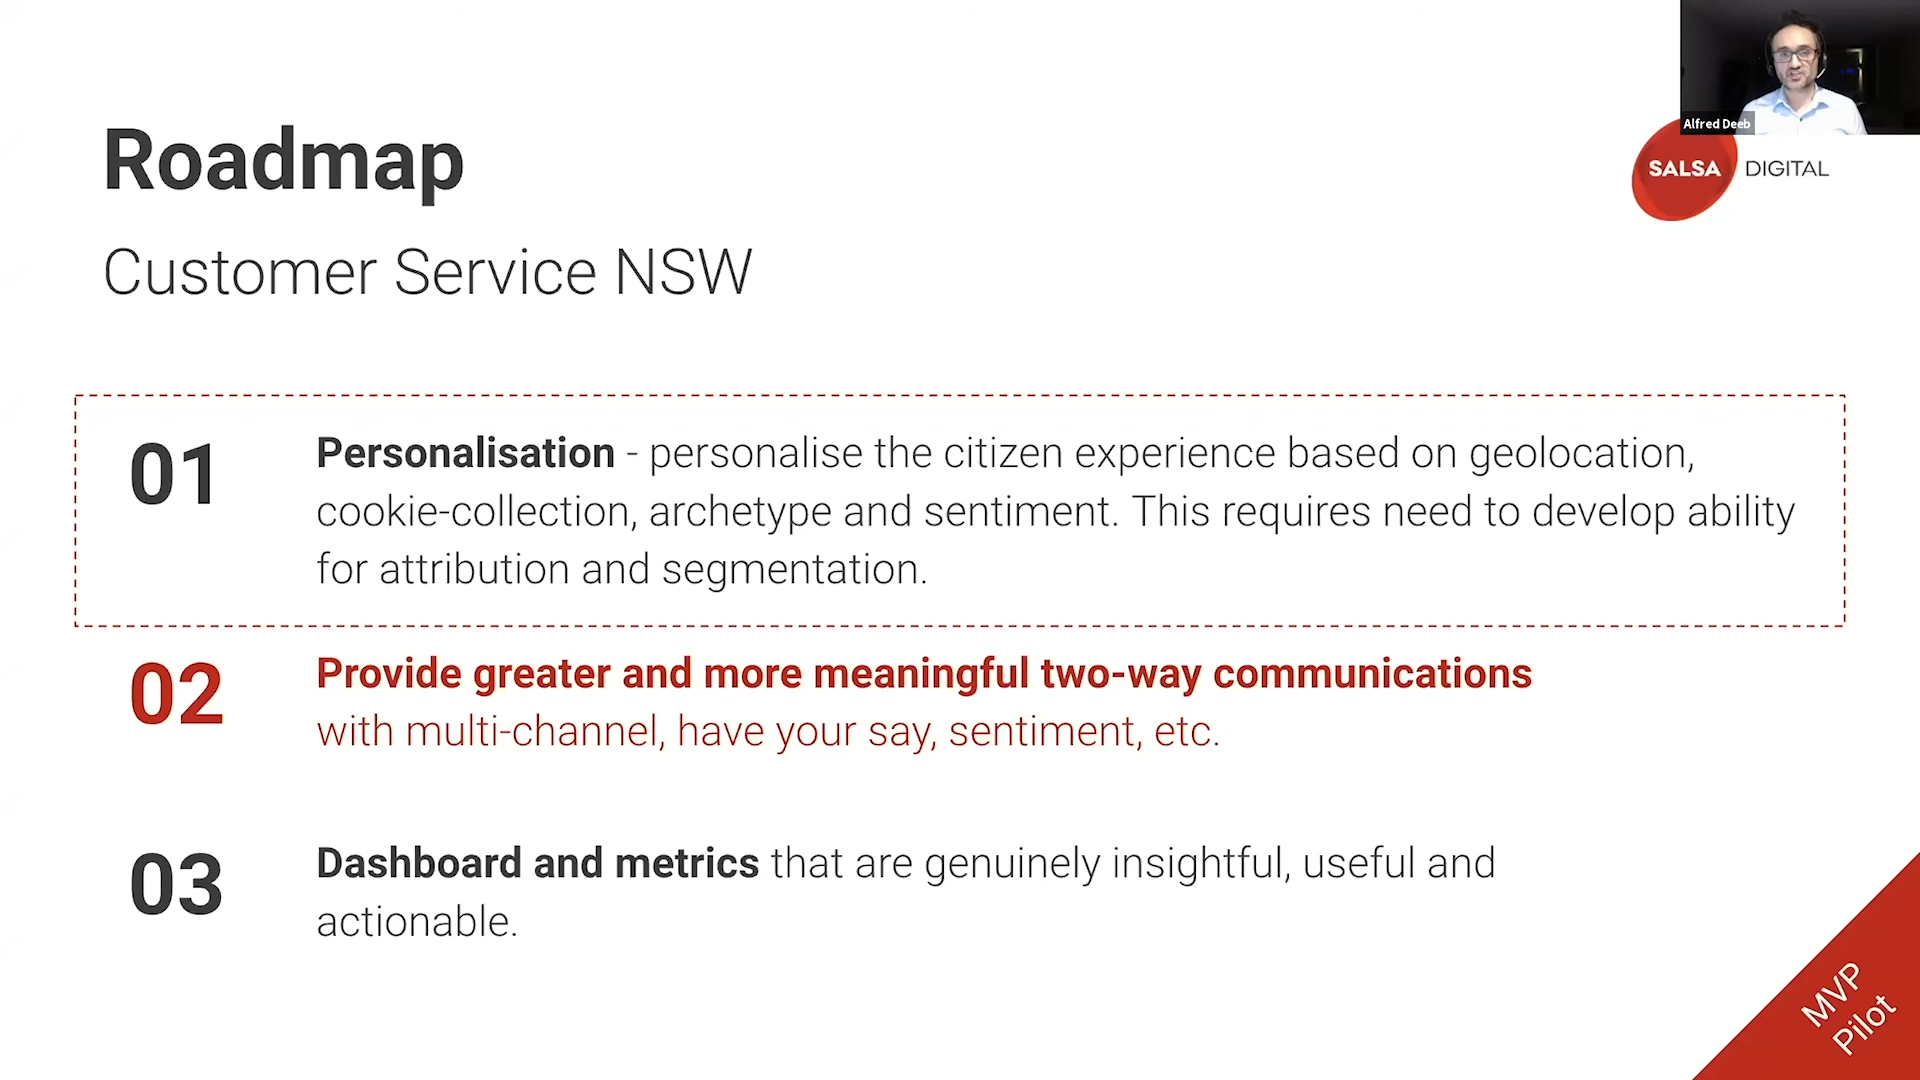 Alfred Deeb
SALSA DIGITAL
Roadmap
Customer Service NSW
01
Personalisation - personalise the citizen experience based on geolocation,
cookie-collection, archetype and sentiment. This requires need to develop ability
for attribution and segmentation.
02
Provide greater and more meaningful two-way communications
with multi-channel, have your say, sentiment, etc.
03
Dashboard and metrics that are genuinely insightful, useful and
actionable.
MVP
Pilot